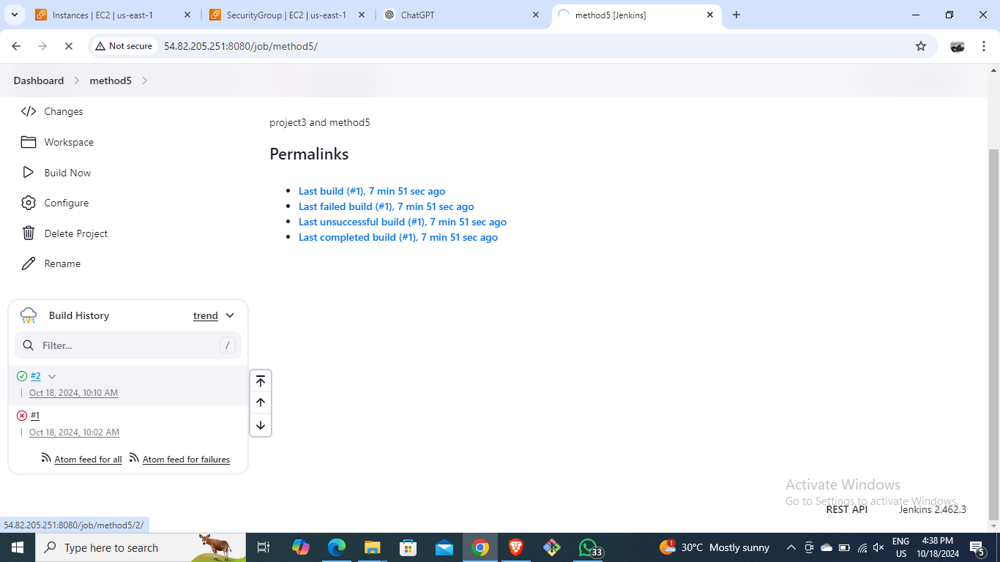 Instances | EC2 | us-east-1
SecurityGroup | EC2 | us-east-1
ChatGPT
method5 [Jenkins]
Not secure
54.82.205.251:8080/job/method5/
Dashboard
method5
Changes
Workspace
Build Now
Configure
Delete Project
Rename
project3 and method5
Permalinks
Last build (#1), 7 min 51 sec ago
Last failed build (#1), 7 min 51 sec ago
Last unsuccessful build (#1), 7 min 51 sec ago
Last completed build (#1), 7 min 51 sec ago
Build History
trend
Filter...
/
#2
Oct 18, 2024, 10:10 AM
#1
Oct 18, 2024, 10:02 AM
Atom feed for all
Atom feed for failures
Activate Windows
Go to Settings to activate Windows.
REST API
Jenkins 2.462.3
54.82.205.251:8080/job/method5/2/
Type here to search
33
1
30°C Mostly sunny
ENG
US
4:38 PM
10/18/2024
5